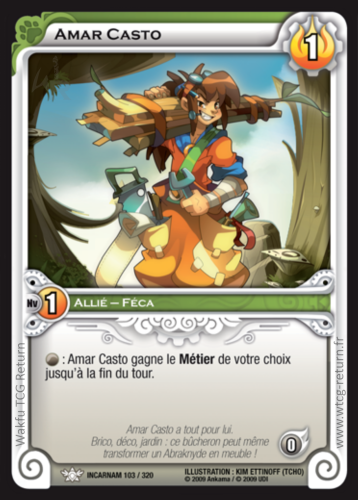 Amar Casto
1
Nv 1 Allié – Féca
: Amar Casto gagne le Métier de votre choix
jusqu'à la fin du tour.
Amar Casto a tout pour lui.
Brico, déco, jardin : ce bûcheron peut même
transformer un Abraknyde en meuble !
0
INCARNAM 103 / 320
ILLUSTRATION : KIM ETTINOFF (TCHO)
© 2009 Ankama / © 2009 UDI
Wakfu TCG Return
www.wtcg-return.fr